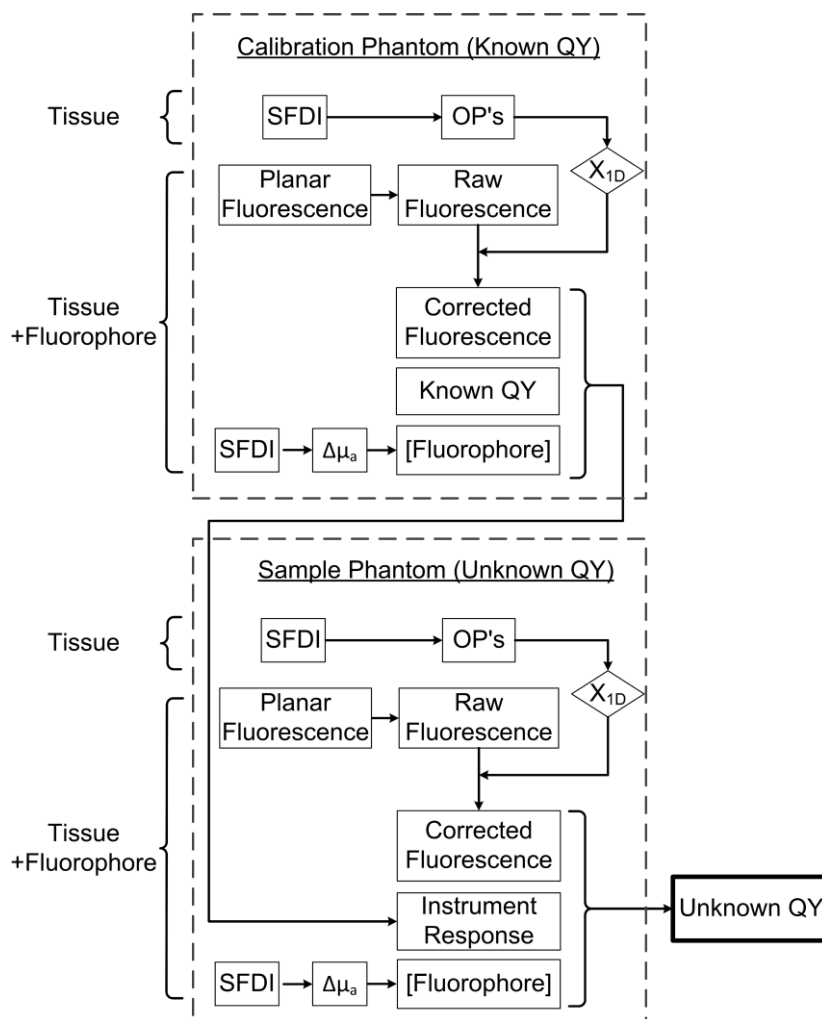 Calibration Phantom (Known QY)
Tissue
SFDI
OP's
X1D
Planar
Fluorescence
Raw
Fluorescence
Tissue
+Fluorophore
Corrected
Fluorescence
Known QY
SFDI
Δμa
[Fluorophore]
Sample Phantom (Unknown QY)
Tissue
SFDI
OP's
X1D
Planar
Fluorescence
Raw
Fluorescence
Tissue
+Fluorophore
Corrected
Fluorescence
Instrument
Response
Unknown QY
SFDI
Δμa
[Fluorophore]